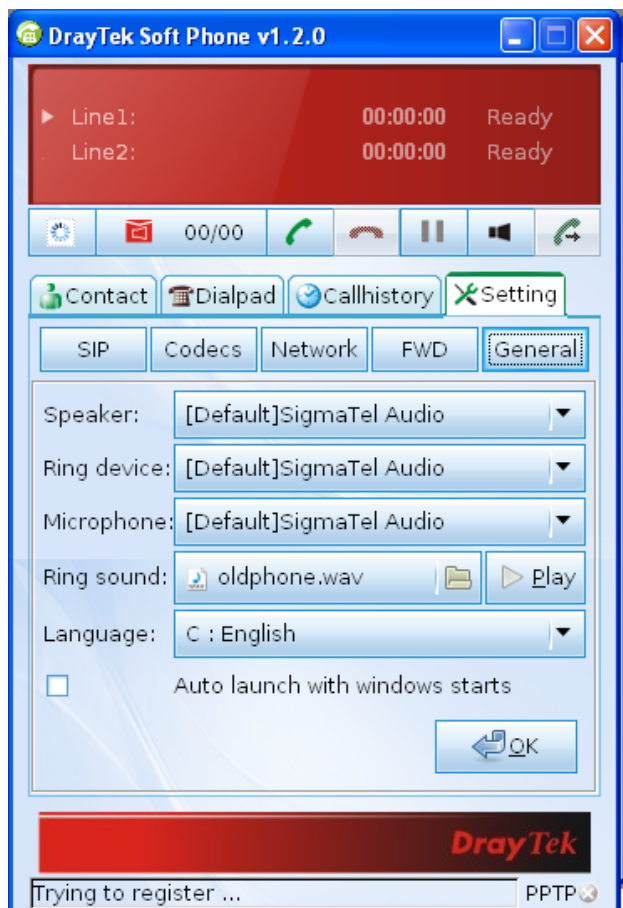 DrayTek Soft Phone v1.2.0
Line1: 00:00:00 Ready
Line2: 00:00:00 Ready
00/00
Contact Dialpad Callhistory Setting
SIP Codecs Network FWD General
Speaker: [Default]SigmaTel Audio
Ring device: [Default]SigmaTel Audio
Microphone: [Default]SigmaTel Audio
Ring sound: oldphone.wav Play
Language: C : English
Auto launch with windows starts
OK
DrayTek
Trying to register ... PPTP